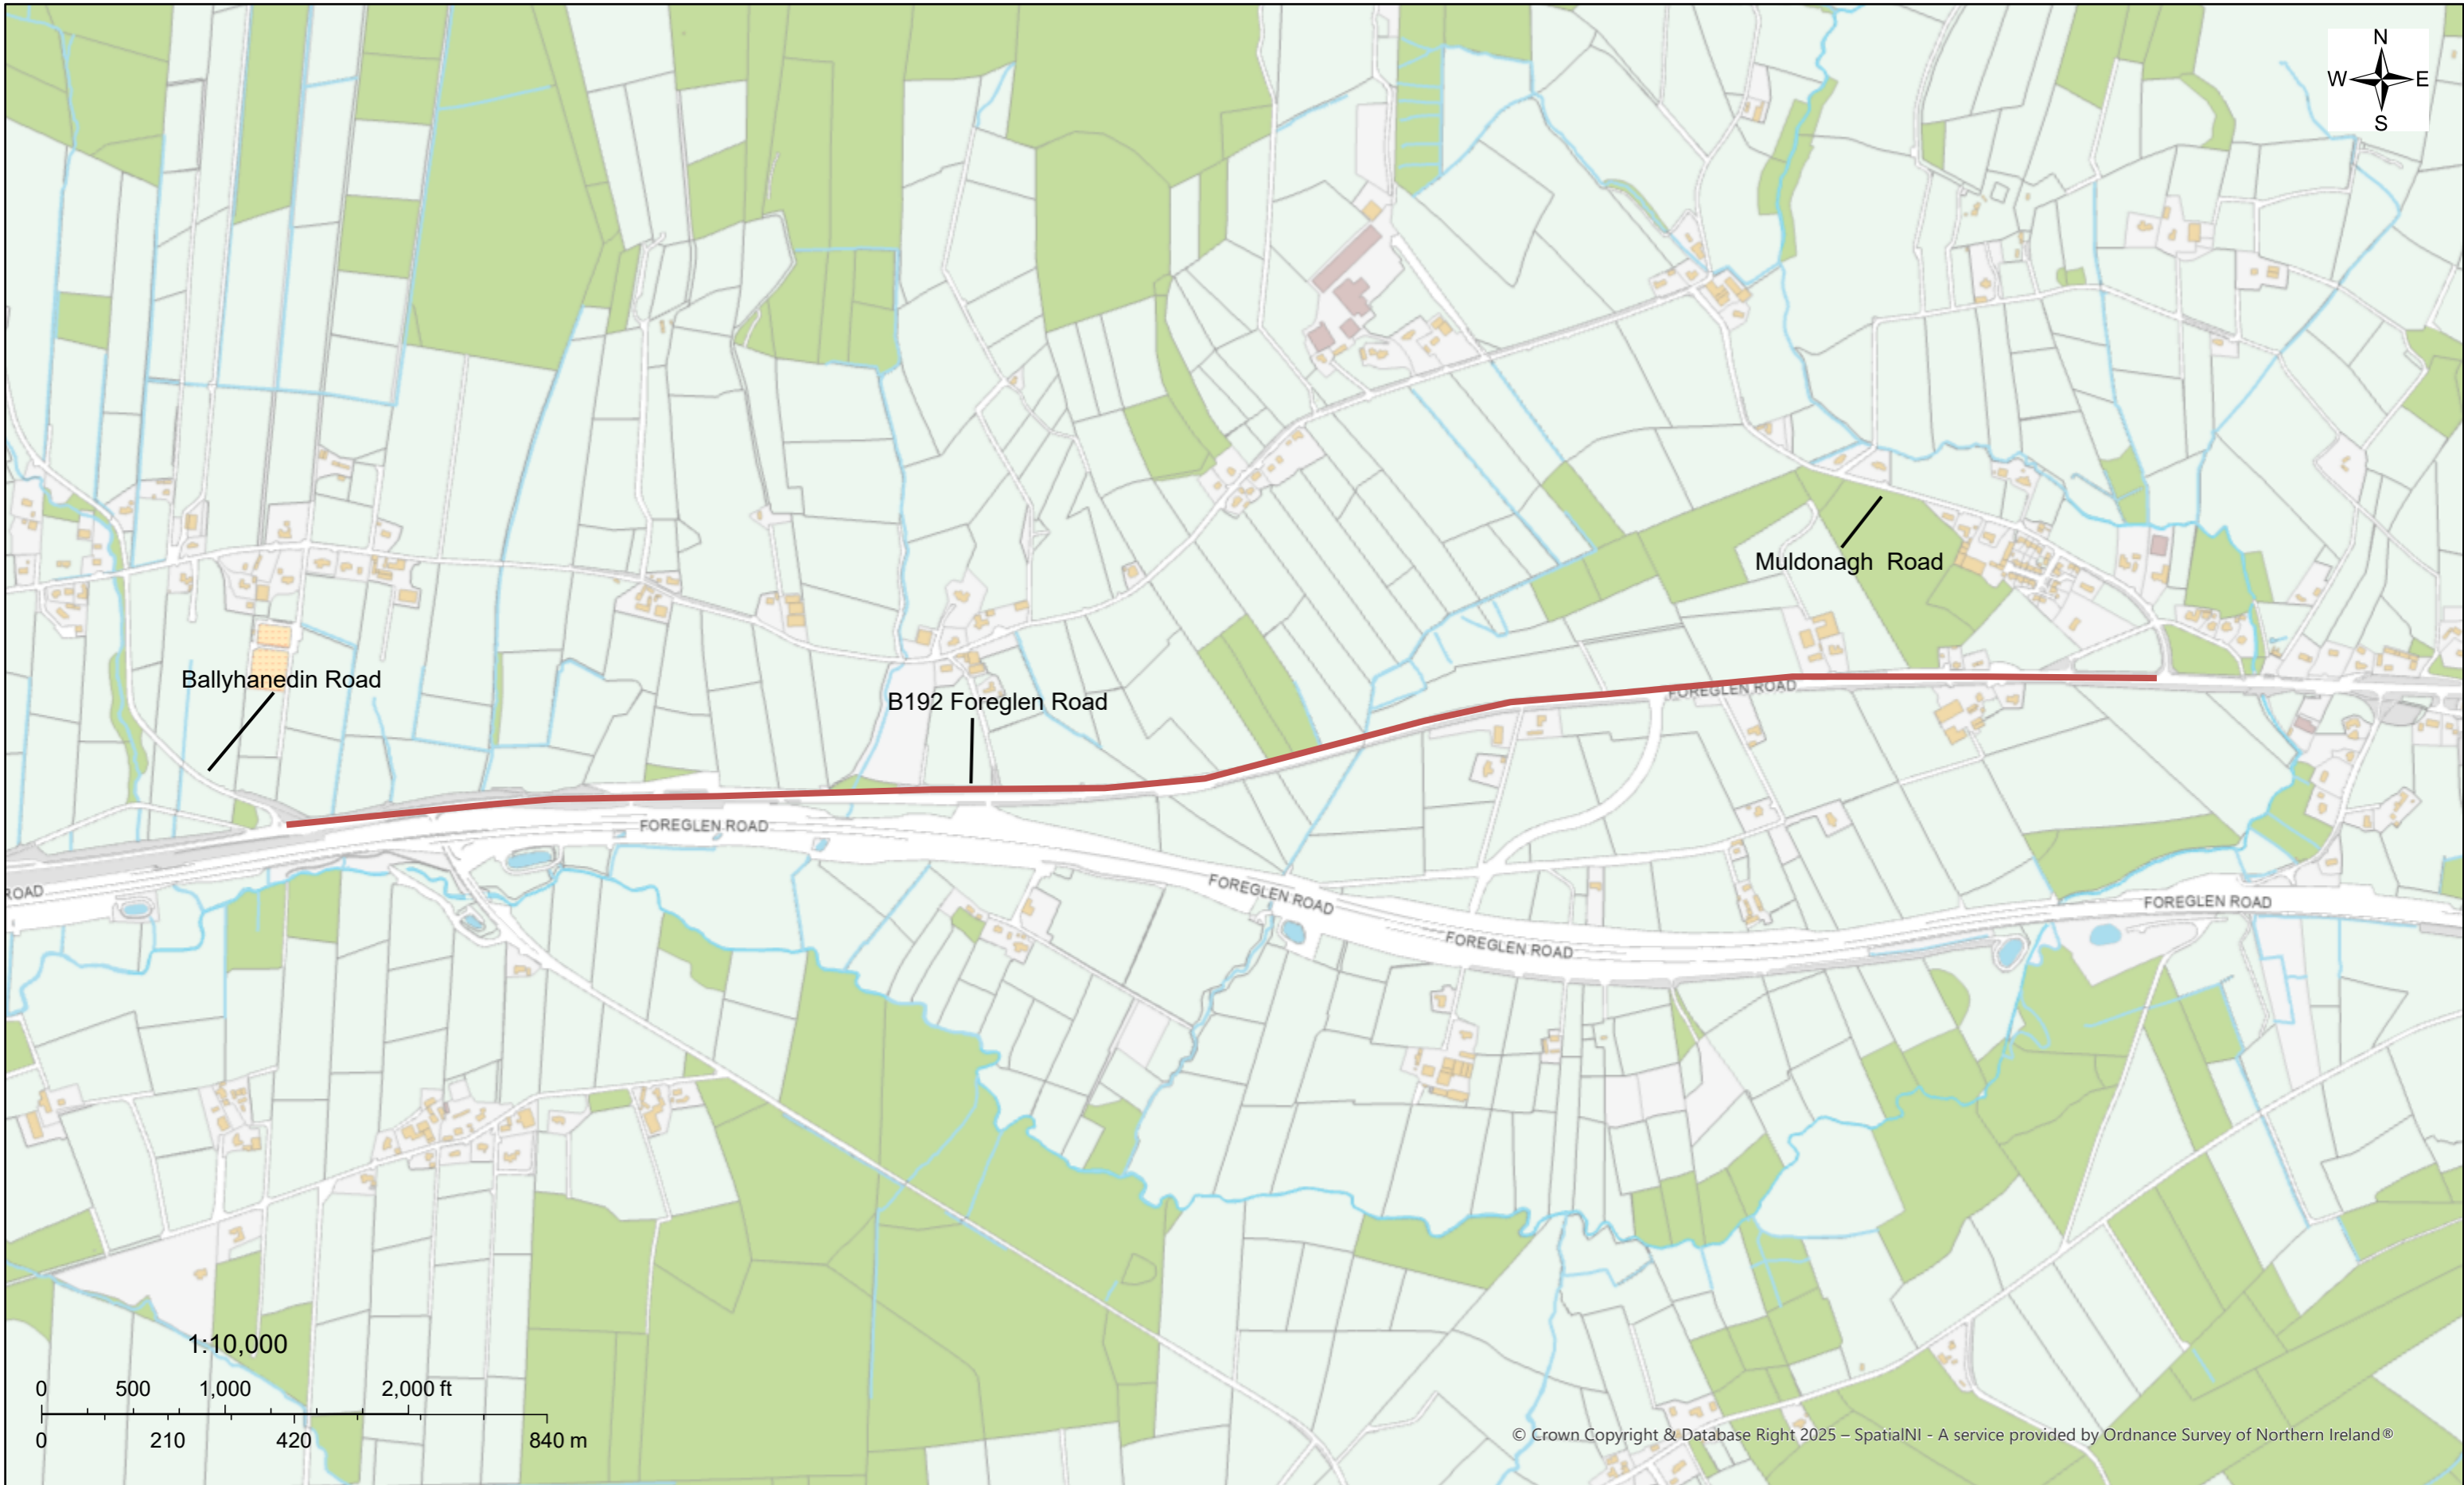 N
W E
S
Muldonagh  Road
Ballyhanedin Road
FOREGLEN ROAD
B192 Foreglen Road
FOREGLEN ROAD
ROAD
FOREGLEN ROAD
FOREGLEN ROAD
FOREGLEN ROAD
1:10,000
0 500 1,000 2,000 ft
0 210 420 840 m
© Crown Copyright & Database Right 2025 – SpatialNI - A service provided by Ordnance Survey of Northern Ireland®